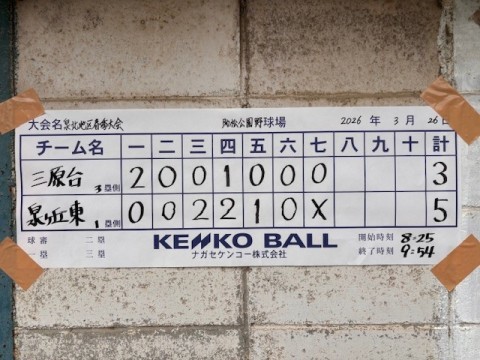 大会名 泉北地区春季大会 陶板公園野球場 2026 年 3 月 26 日
チーム名 一 二 三 四 五 六 七 八 九 十 計
三原台 3塁側 2 0 0 1 0 0 0 3
泉ヶ丘東 1塁側 0 0 2 2 1 0 X 5
球審 二塁 KENKO BALL 開始時刻 8:25
一塁 三塁 ナガセケンコー株式会社 終了時刻 9:54